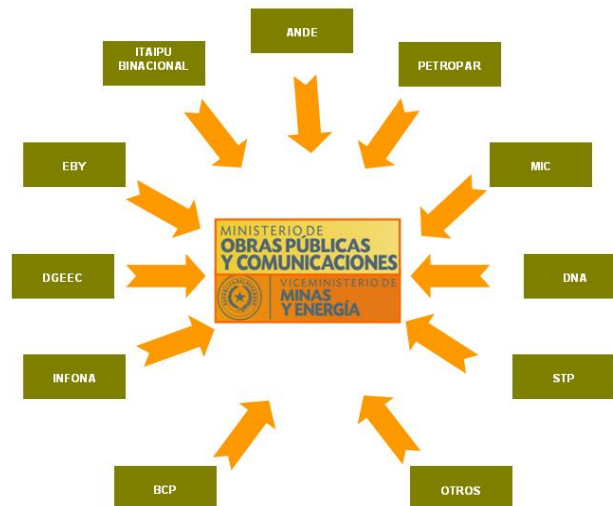 ANDE
ITAIPU
BINACIONAL
PETROPAR
EBY
MIC
MINISTERIO DE
OBRAS PÚBLICAS
Y COMUNICACIONES
VICEMINISTERIO DE
MINAS
Y ENERGÍA
DGEEC
DNA
INFONA
STP
BCP
OTROS